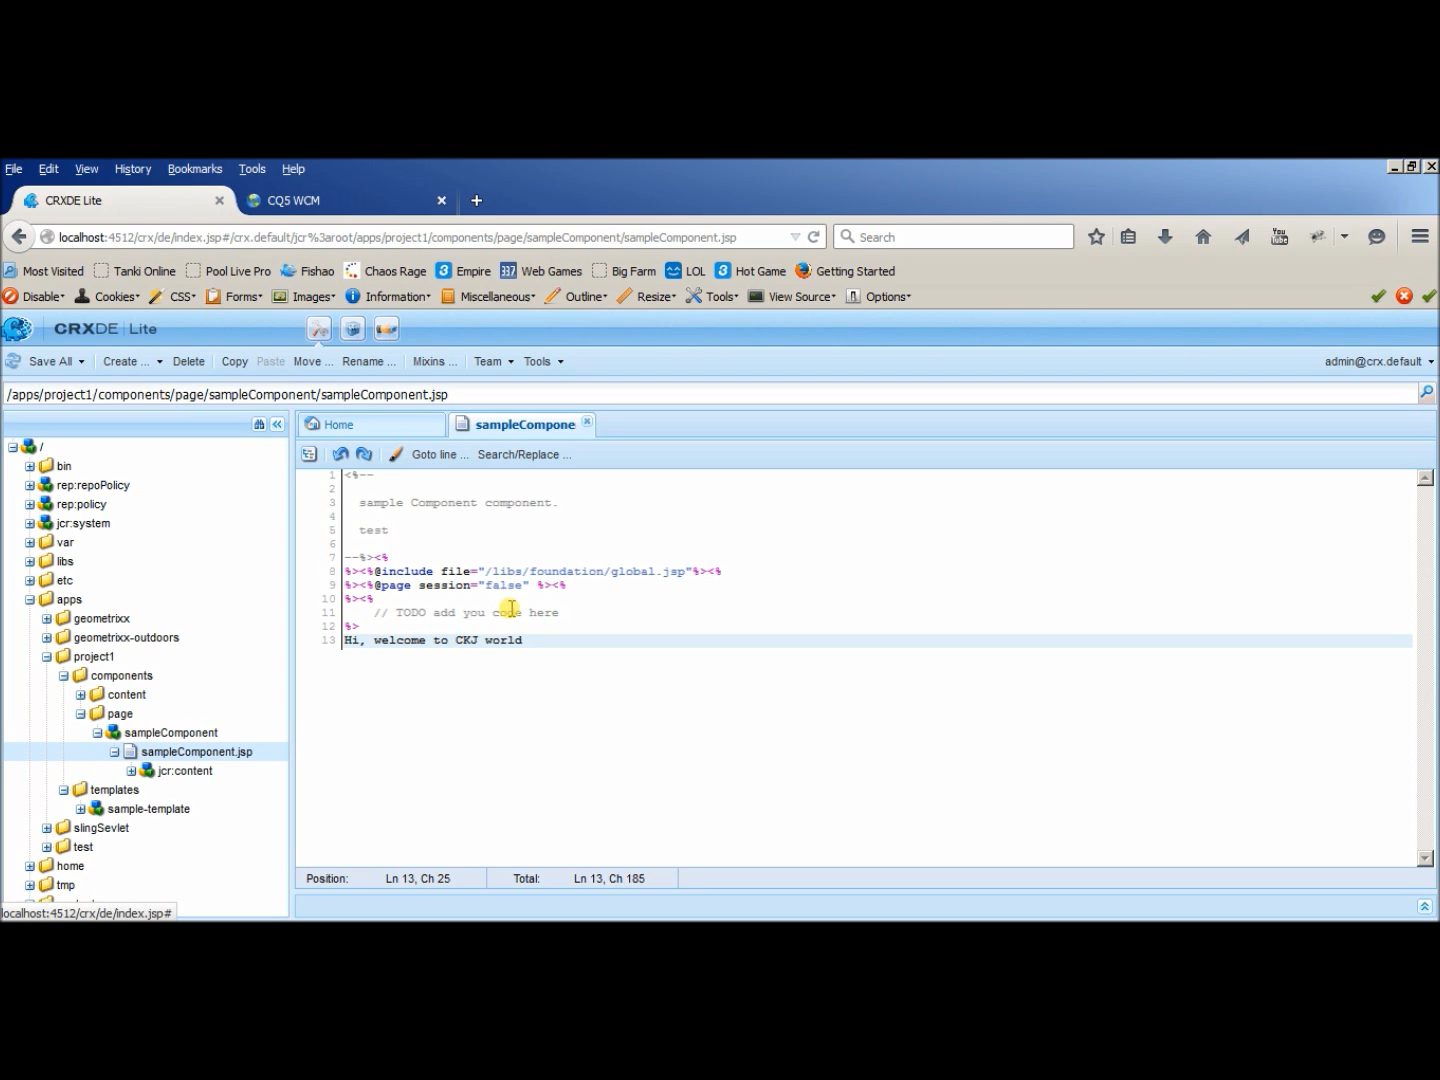 File Edit View History Bookmarks Tools Help
CRXDE Lite CQ5 WCM
localhost:4512/crx/de/index.jsp#/crx.default/jcr%3aroot/apps/project1/components/page/sampleComponent/sampleComponent.jsp Search You Tube
Most Visited Tanki Online Pool Live Pro Fishao Chaos Rage 3 Empire 337 Web Games Big Farm LOL 3 Hot Game Getting Started
Disable Cookies CSS Forms Images Information Miscellaneous Outline Resize Tools View Source Options
CRXDE | Lite
Save All Create ... Delete Copy Paste Move ... Rename ... Mixins ... Team Tools admin@crx.default
/apps/project1/components/page/sampleComponent/sampleComponent.jsp
Home sampleCompone
Goto line ... Search/Replace ...
/
bin
rep:repoPolicy
rep:policy
jcr:system
var
libs
etc
apps
geometrixx
geometrixx-outdoors
project1
components
content
page
sampleComponent
sampleComponent.jsp
jcr:content
templates
sample-template
slingSevlet
test
home
tmp
localhost:4512/crx/de/index.jsp#
1 <%--
2
3 sample Component component.
4
5 test
6
7 --%><%
8 %><%@include file="/libs/foundation/global.jsp"%><%
9 %><%@page session="false" %><%
10 %><%
11 // TODO add you code here
12 %>
13 Hi, welcome to CKJ world
Position: Ln 13, Ch 25 Total: Ln 13, Ch 185